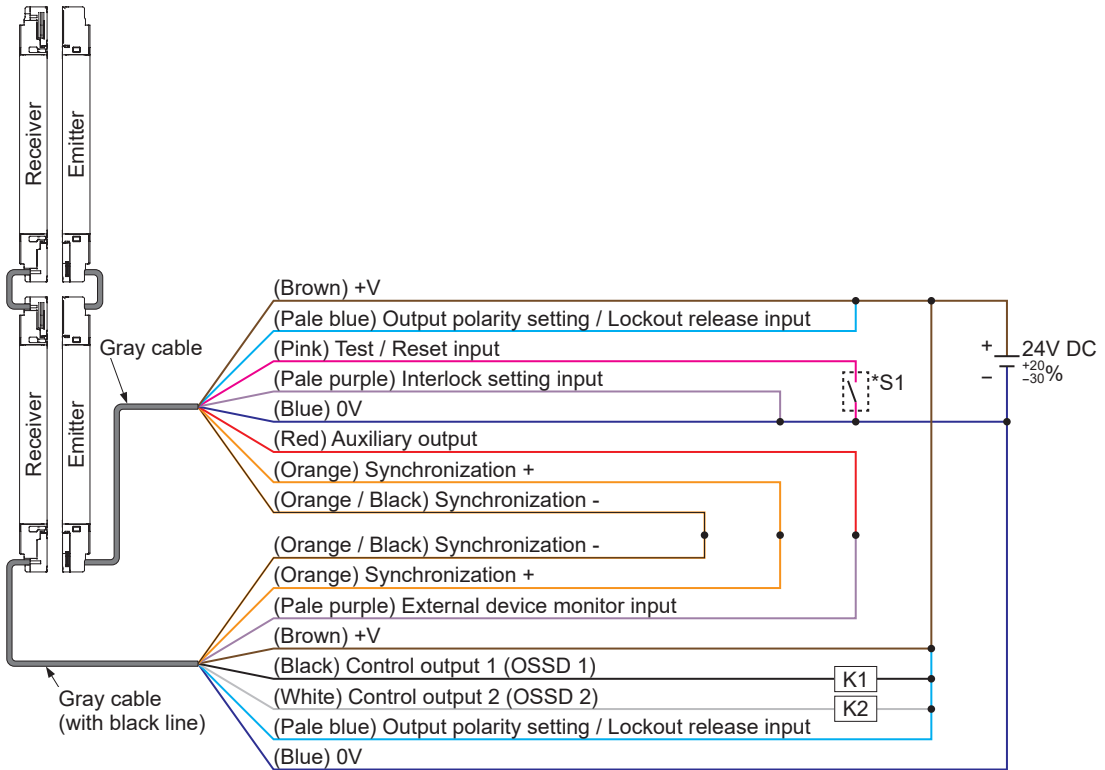 Receiver
Emitter
Receiver
Emitter
Gray cable
(Brown) +V
(Pale blue) Output polarity setting / Lockout release input
(Pink) Test / Reset input
(Pale purple) Interlock setting input
(Blue) 0V
(Red) Auxiliary output
(Orange) Synchronization +
(Orange / Black) Synchronization -
*S1
+
−
24V DC
+20
−30 %
(Orange / Black) Synchronization -
(Orange) Synchronization +
(Pale purple) External device monitor input
(Brown) +V
(Black) Control output 1 (OSSD 1)
K1
(White) Control output 2 (OSSD 2)
K2
(Pale blue) Output polarity setting / Lockout release input
(Blue) 0V
Gray cable
(with black line)